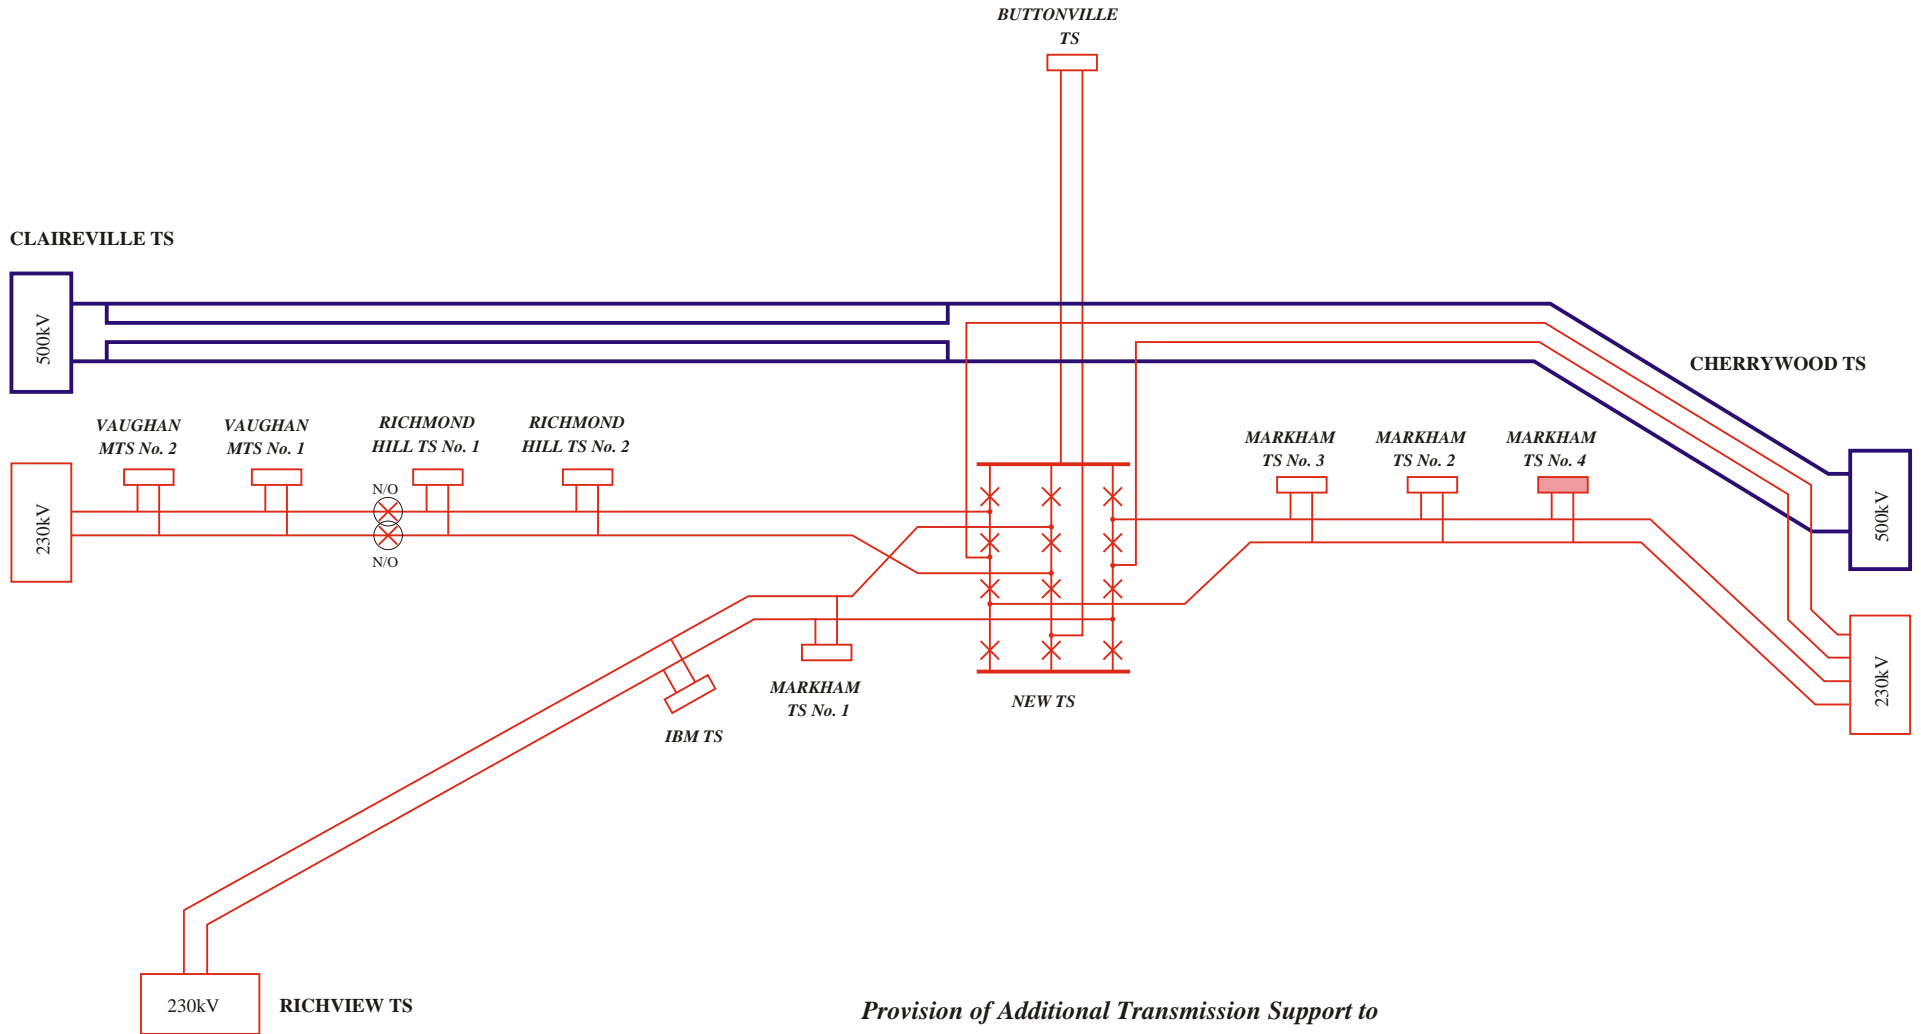 BUTTONVILLE
TS
CLAIREVILLE TS
500kV
CHERRYWOOD TS
500kV
VAUGHAN
MTS No. 2
VAUGHAN
MTS No. 1
RICHMOND
HILL TS No. 1
RICHMOND
HILL TS No. 2
MARKHAM
TS No. 3
MARKHAM
TS No. 2
MARKHAM
TS No. 4
N/O
N/O
230kV
230kV
MARKHAM
TS No. 1
NEW TS
IBM TS
230kV
RICHVIEW TS
Provision of Additional Transmission Support to